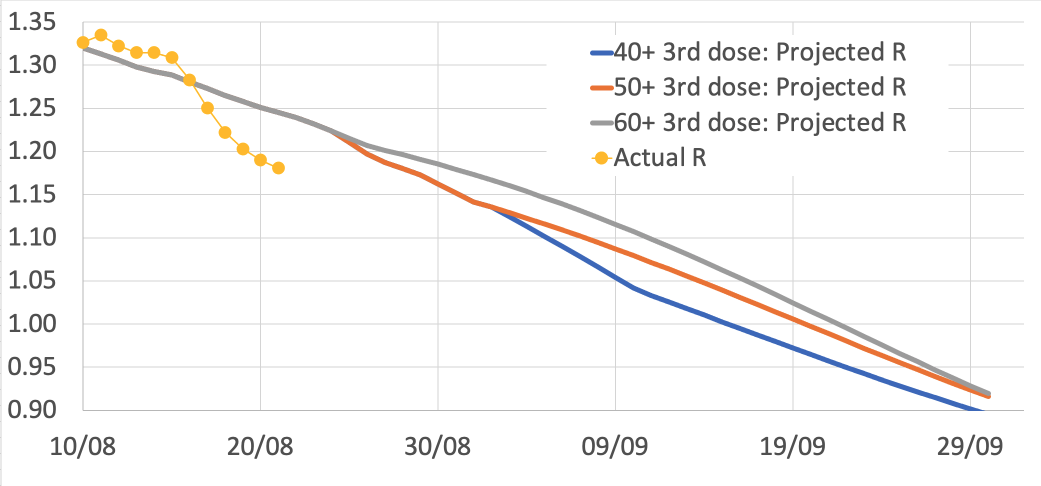 1.35
1.30
1.25
1.20
1.15
1.10
1.05
1.00
0.95
0.90
40+ 3rd dose: Projected R
50+ 3rd dose: Projected R
60+ 3rd dose: Projected R
Actual R
10/08 20/08 30/08 09/09 19/09 29/09